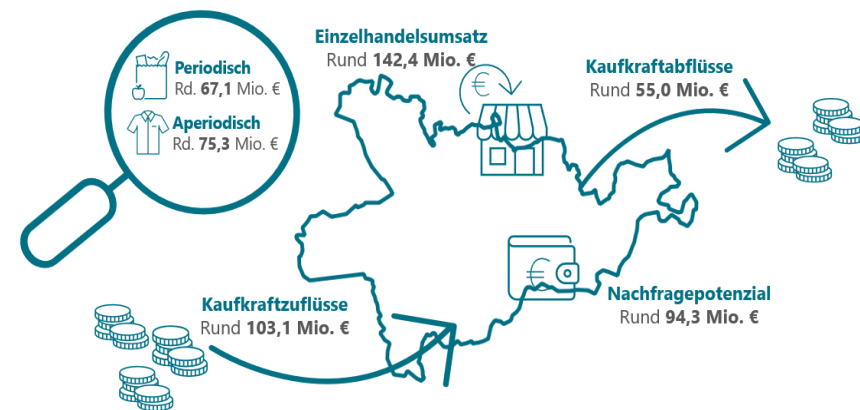 Einzelhandelsumsatz
Rund 142,4 Mio. €
Periodisch
Rd. 67,1 Mio. €
Aperiodisch
Rd. 75,3 Mio. €
Kaufkraftabflüsse
Rund 55,0 Mio. €
€
€
Kaufkraftzuflüsse
Rund 103,1 Mio. €
Nachfragepotenzial
Rund 94,3 Mio. €